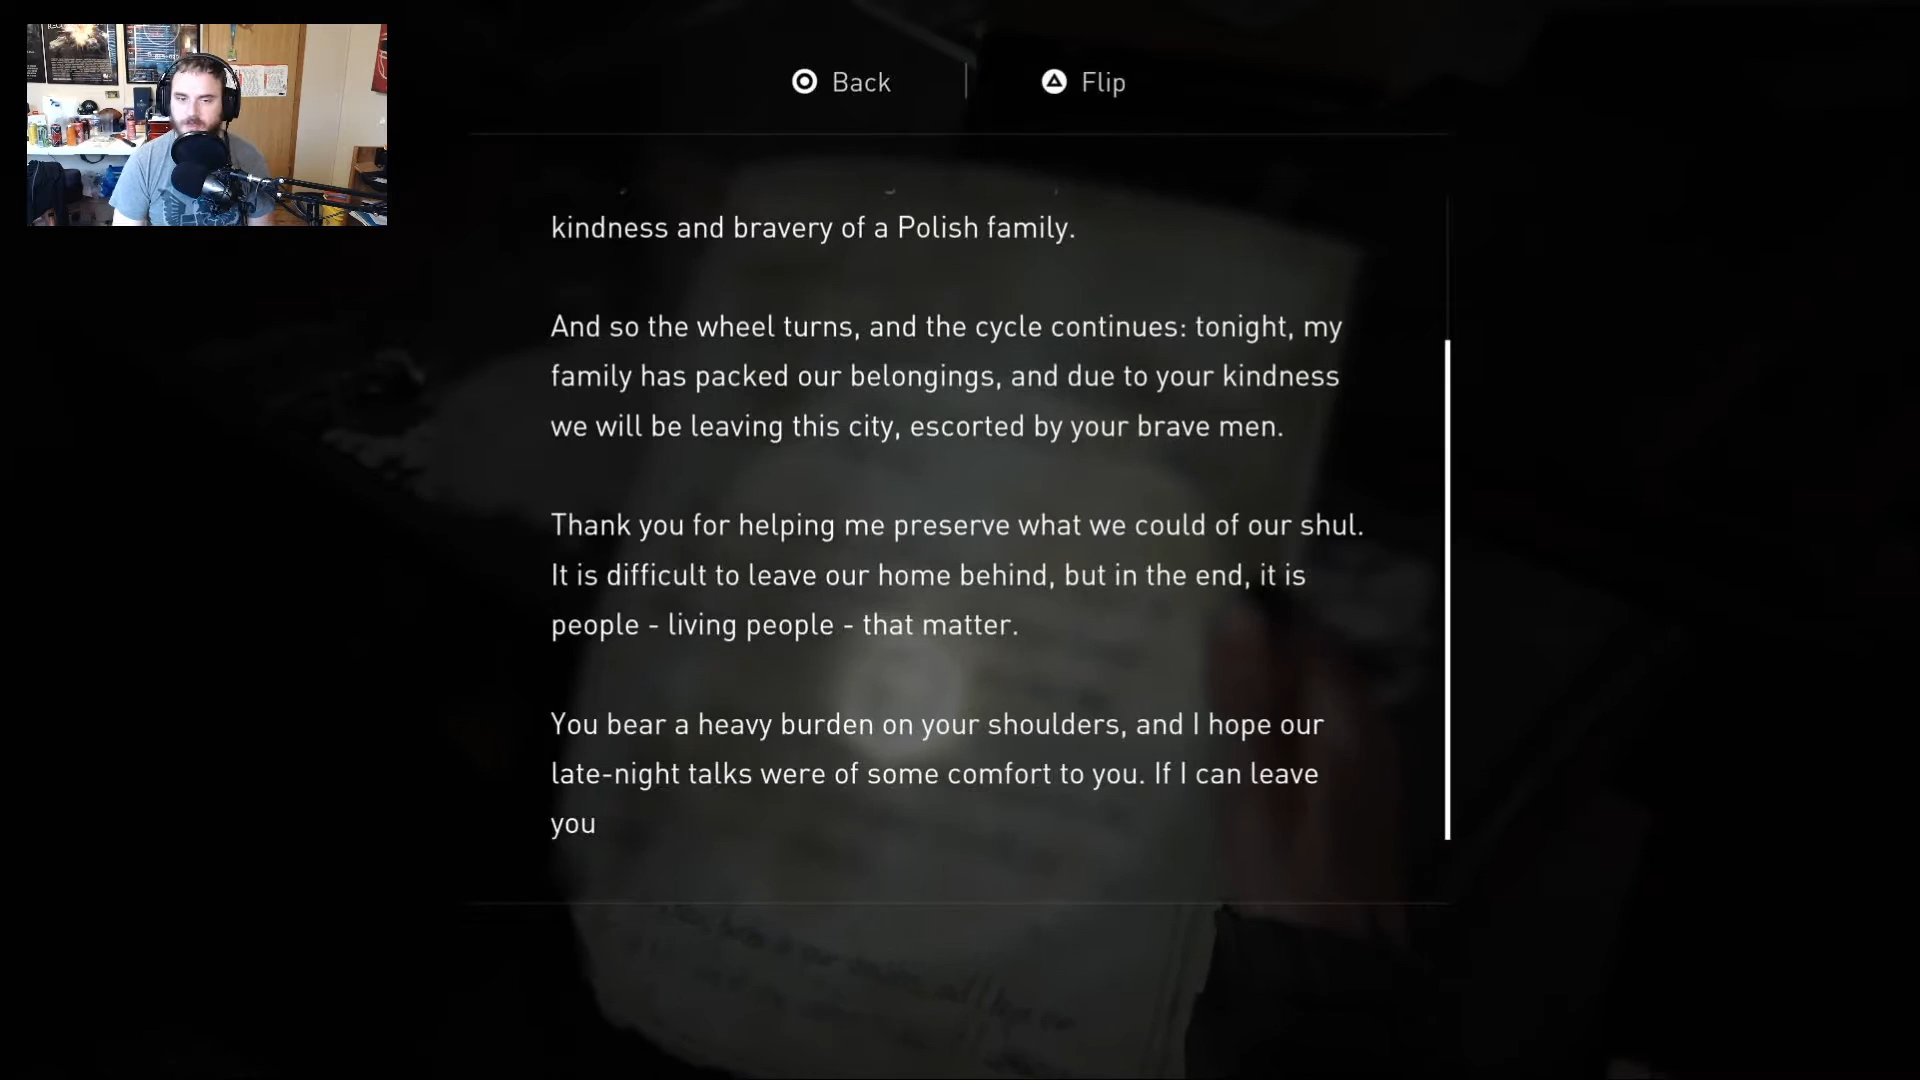 Back
Flip
kindness and bravery of a Polish family.
And so the wheel turns, and the cycle continues: tonight, my
family has packed our belongings, and due to your kindness
we will be leaving this city, escorted by your brave men.
Thank you for helping me preserve what we could of our shul.
It is difficult to leave our home behind, but in the end, it is
people - living people - that matter.
You bear a heavy burden on your shoulders, and I hope our
late-night talks were of some comfort to you. If I can leave
you